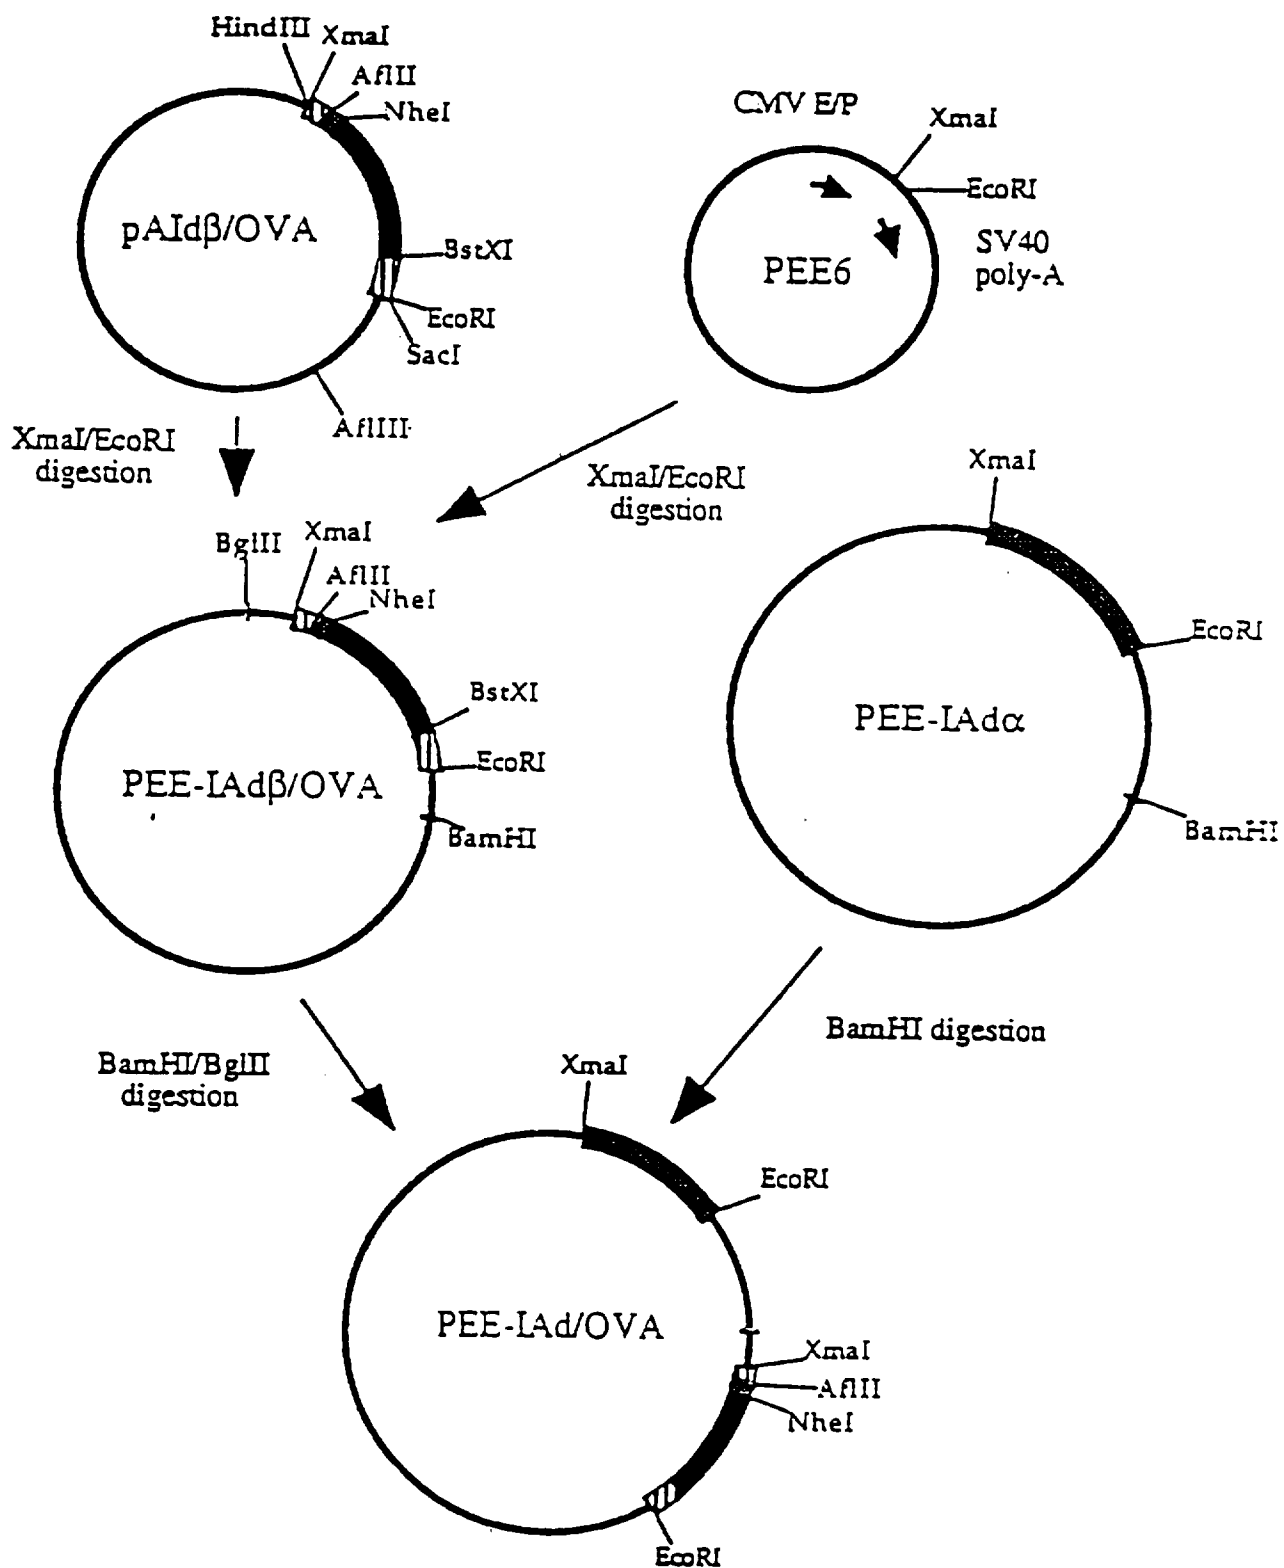 HindIII XmaI
AflII
NheI
pAIdβ/OVA
BstXI
EcoRI
SacI
AflIII
CMV E/P
XmaI
EcoRI
SV40
poly-A
PEE6
XmaI/EcoRI
digestion
XmaI/EcoRI
digestion
BglII
XmaI
AflII
NheI
BstXI
EcoRI
PEE-IAdβ/OVA
BamHI
XmaI
EcoRI
PEE-IAdα
BamHI
BamHI/BglII
digestion
BamHI digestion
XmaI
EcoRI
PEE-IAd/OVA
XmaI
AflII
NheI
EcoRI